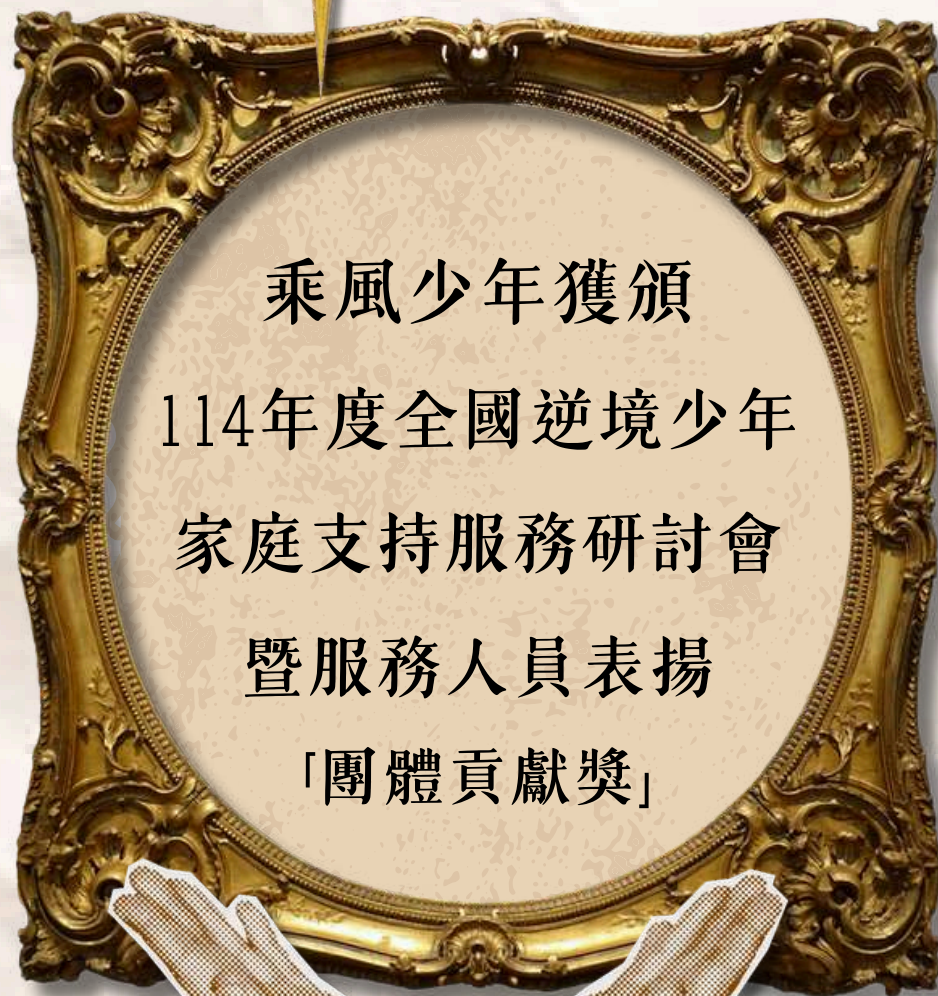 乘風少年獲頒
114年度全國逆境少年
家庭支持服務研討會
暨服務人員表揚
「團體貢獻獎」